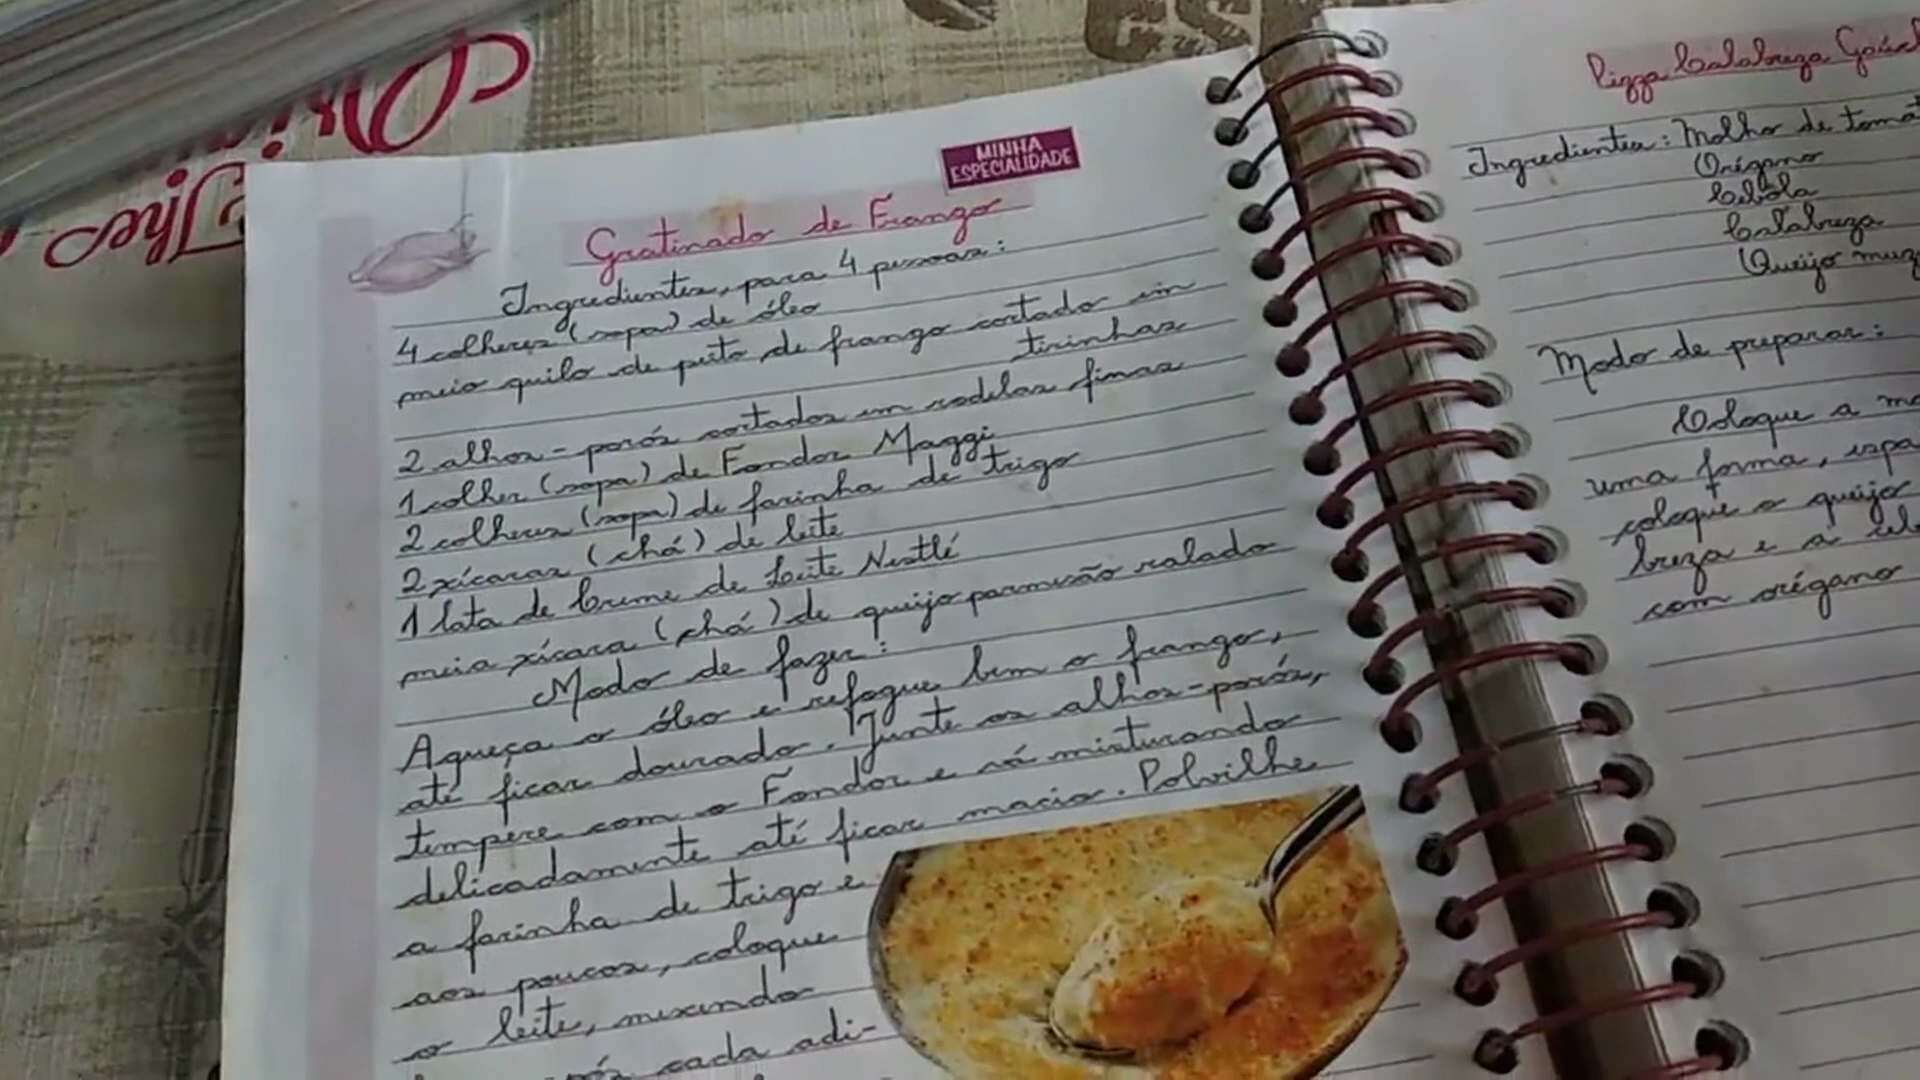 MINHA
ESPECIALIDADE
Gratinado de Frango
Ingredientes, para 4 pessoas:
4 colheres (sopa) de óleo
meio quilo de peito de frango cortado em
tirinhas
2 alhos-porós cortados em rodelas finas
1 colher (sopa) de Fondor Maggi
2 colheres (sopa) de farinha de trigo
2 xícaras (chá) de leite
1 lata de Creme de Leite Nestlé
meia xícara (chá) de queijo parmesão ralado
Modo de fazer:
Aqueça o óleo e refogue bem o frango,
até ficar dourado. Junte os alhos-porós,
tempere com o Fondor e vá misturando
delicadamente até ficar macio. Polvilhe
a farinha de trigo e
aos poucos, coloque
o leite, mexendo
cada adi-
Pizza Calabreza
Ingredientes: Molho de
Orégano
Cebola
Calabreza
Queijo
Modo de preparar:
Coloque a
uma forma,
coloque o queijo
breza e a
com orégano